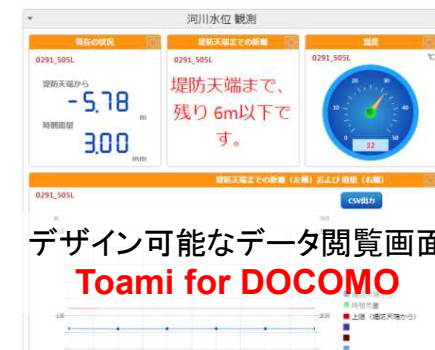 河川水位 観測
現在の状況
堤防天端までの距離
温度
0291_505L
0291_505L
0291_505L
℃
堤防天端から
-5.78
m
時間雨量
3.00
mm
堤防天端まで、
残り 6m以下で
す。
32
堤防天端までの距離(左軸)および雨量(右軸)
0291_505L
CSV出力
デザイン可能なデータ閲覧画面
Toami for DOCOMO
時間雨量
上限 (堤防天端から)